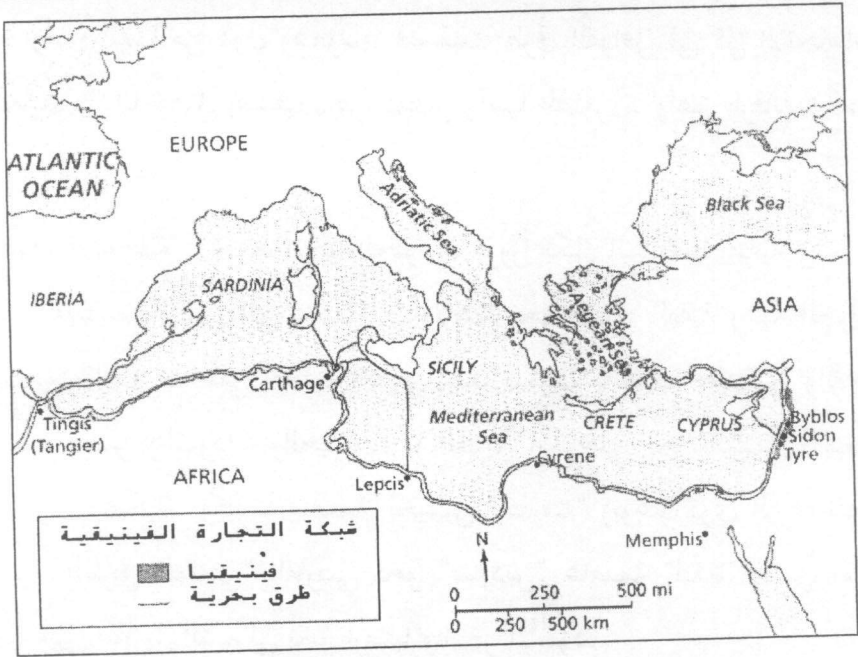 EUROPE
ATLANTIC
OCEAN
Adriatic Sea
Black Sea
IBERIA
SARDINIA
Aegean Sea
ASIA
SICILY
Carthage
Mediterranean
Sea
CRETE
CYPRUS
Byblos
Sidon
Tyre
Tingis
(Tangier)
AFRICA
Lepcis
Cyrene
Memphis
شبكة التجارة الفينيقية
فينيقيا
طرق بحرية
N
0 250 500 mi
0 250 500 km